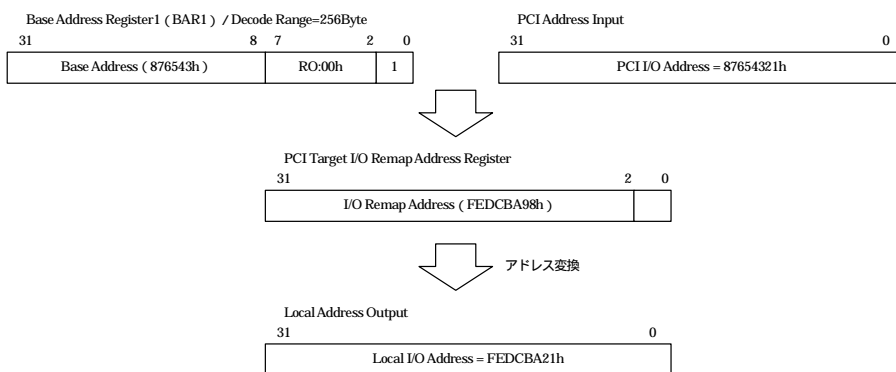 Base Address Register1 ( BAR1 ) / Decode Range=256Byte
31 8 7 2 0
Base Address ( 876543h ) RO:00h 1
PCI Address Input
31 0
PCI I/O Address = 87654321h
PCI Target I/O Remap Address Register
31 2 0
I/O Remap Address ( FEDCBA98h )
アドレス変換
Local Address Output
31 0
Local I/O Address = FEDCBA21h